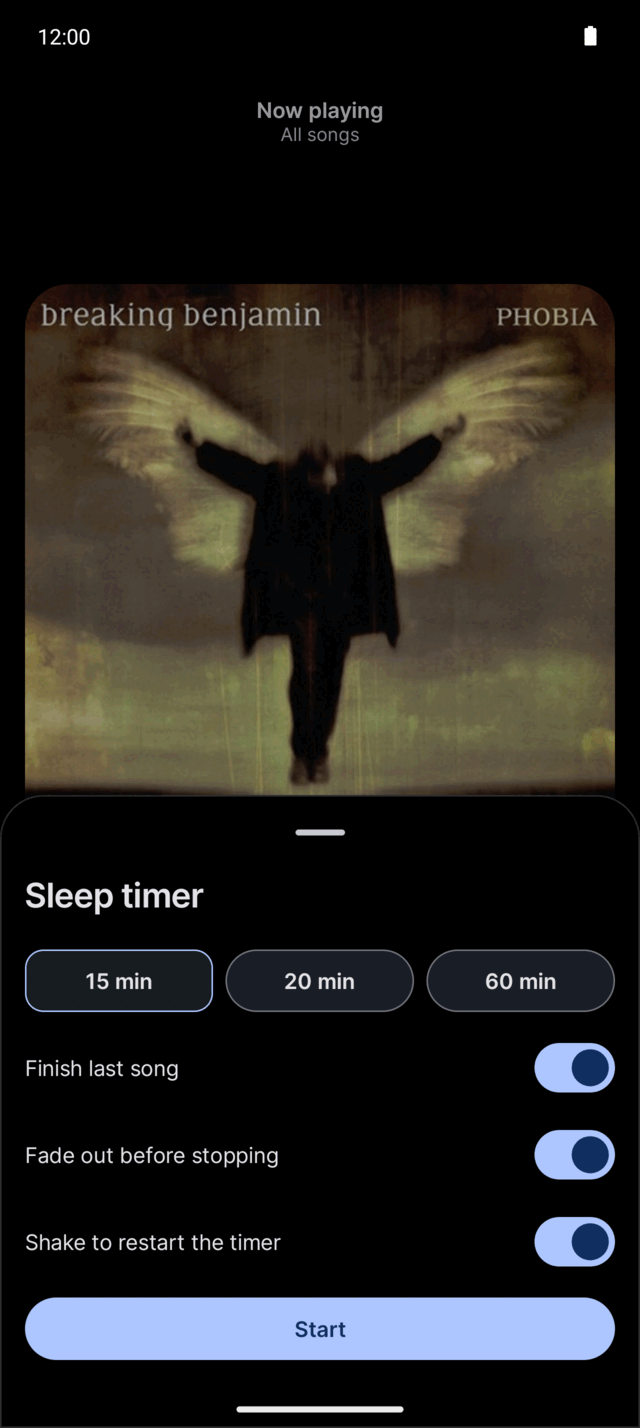 12:00
Now playing
All songs
breaking benjamin PHOBIA
Sleep timer
15 min 20 min 60 min
Finish last song
Fade out before stopping
Shake to restart the timer
Start